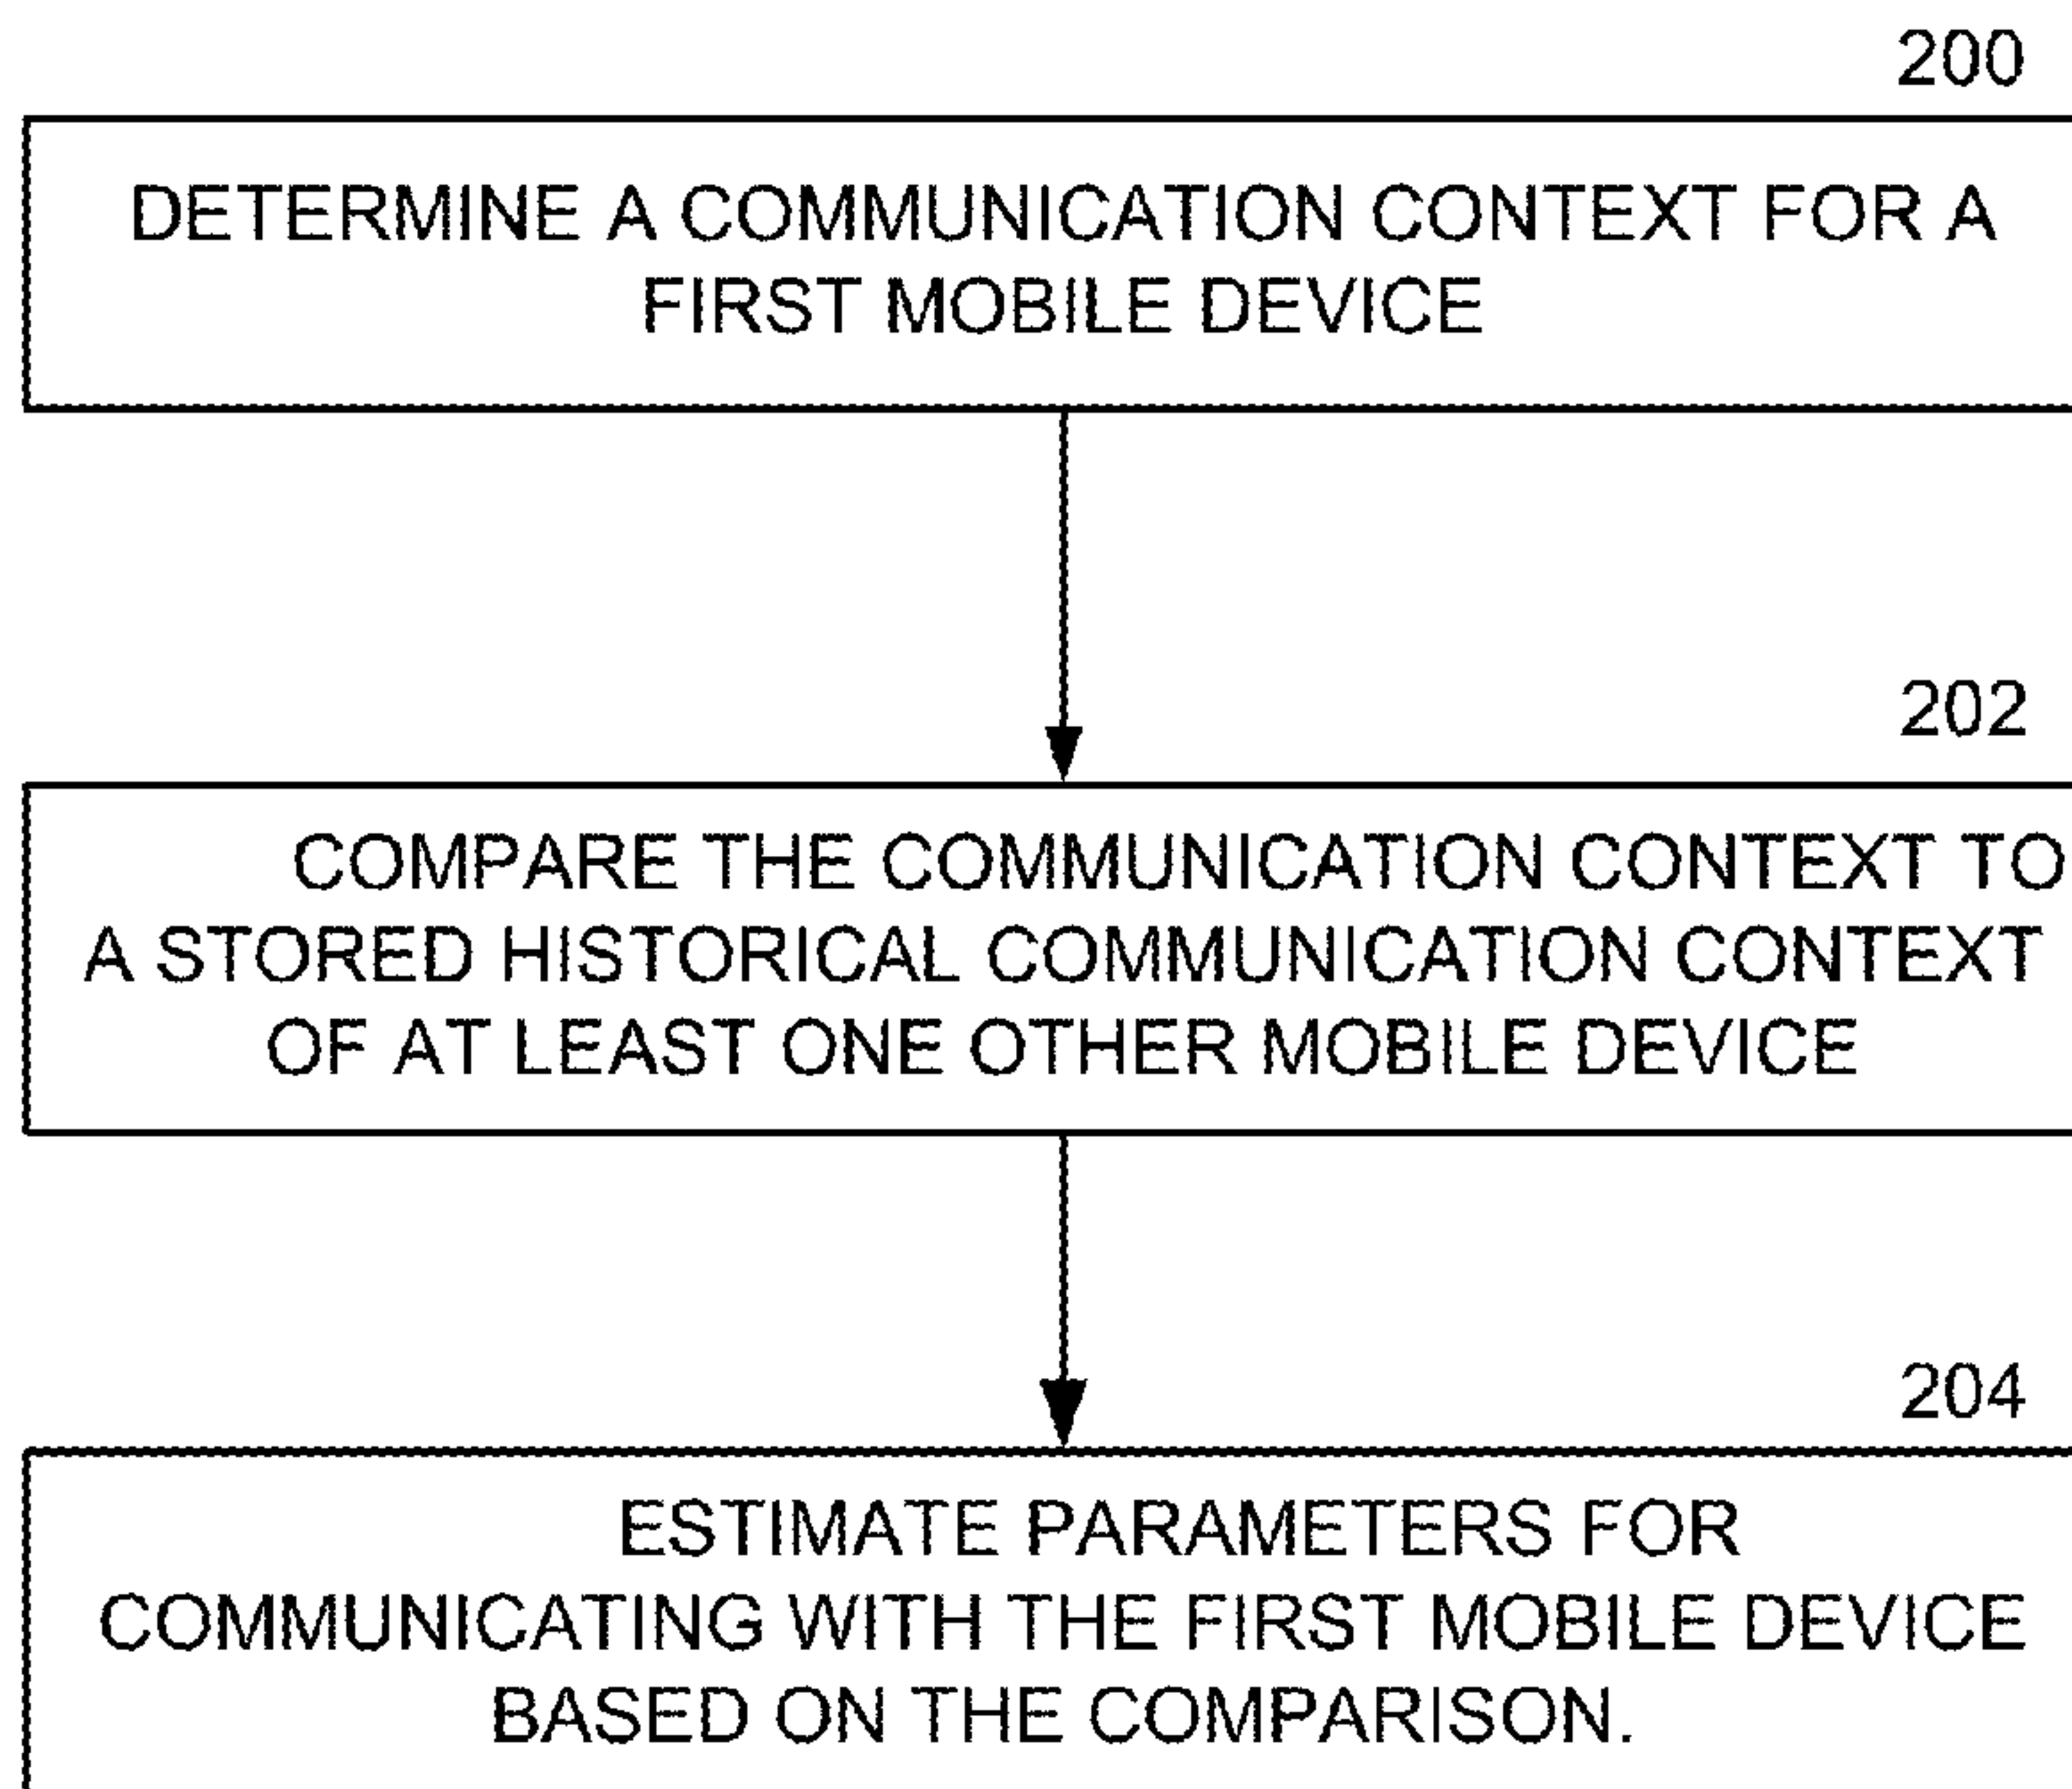 200
DETERMINE A COMMUNICATION CONTEXT FOR A
FIRST MOBILE DEVICE
202
COMPARE THE COMMUNICATION CONTEXT TO
A STORED HISTORICAL COMMUNICATION CONTEXT
OF AT LEAST ONE OTHER MOBILE DEVICE
204
ESTIMATE PARAMETERS FOR
COMMUNICATING WITH THE FIRST MOBILE DEVICE
BASED ON THE COMPARISON.